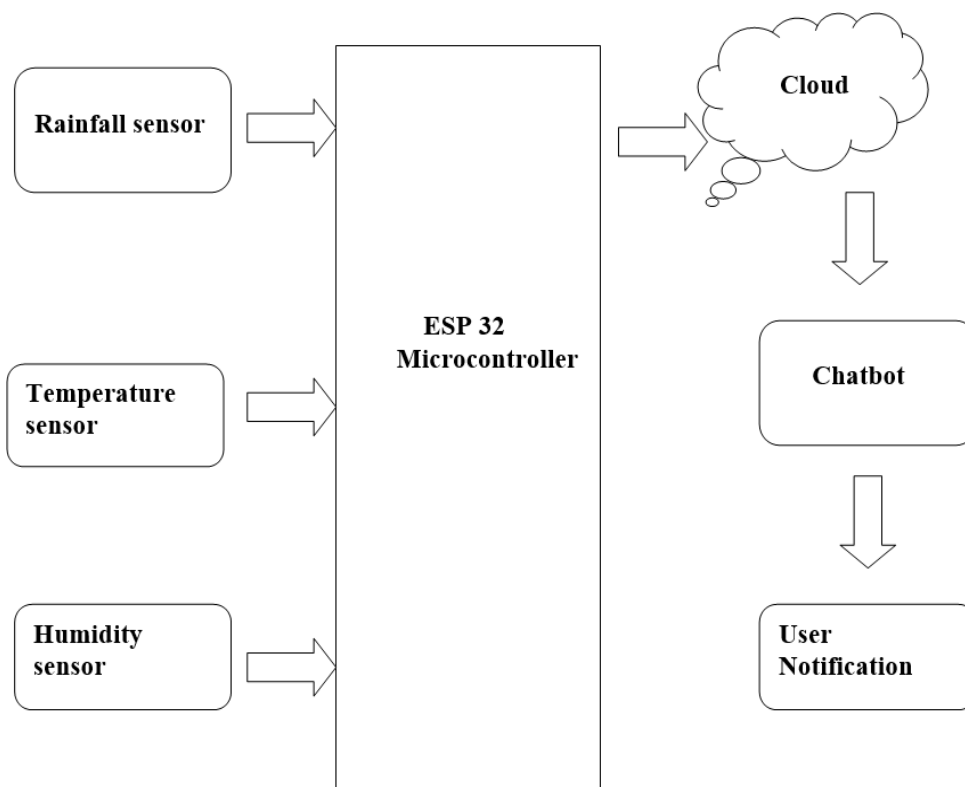 Rainfall sensor
Cloud
ESP 32
Microcontroller
Temperature
sensor
Chatbot
Humidity
sensor
User
Notification